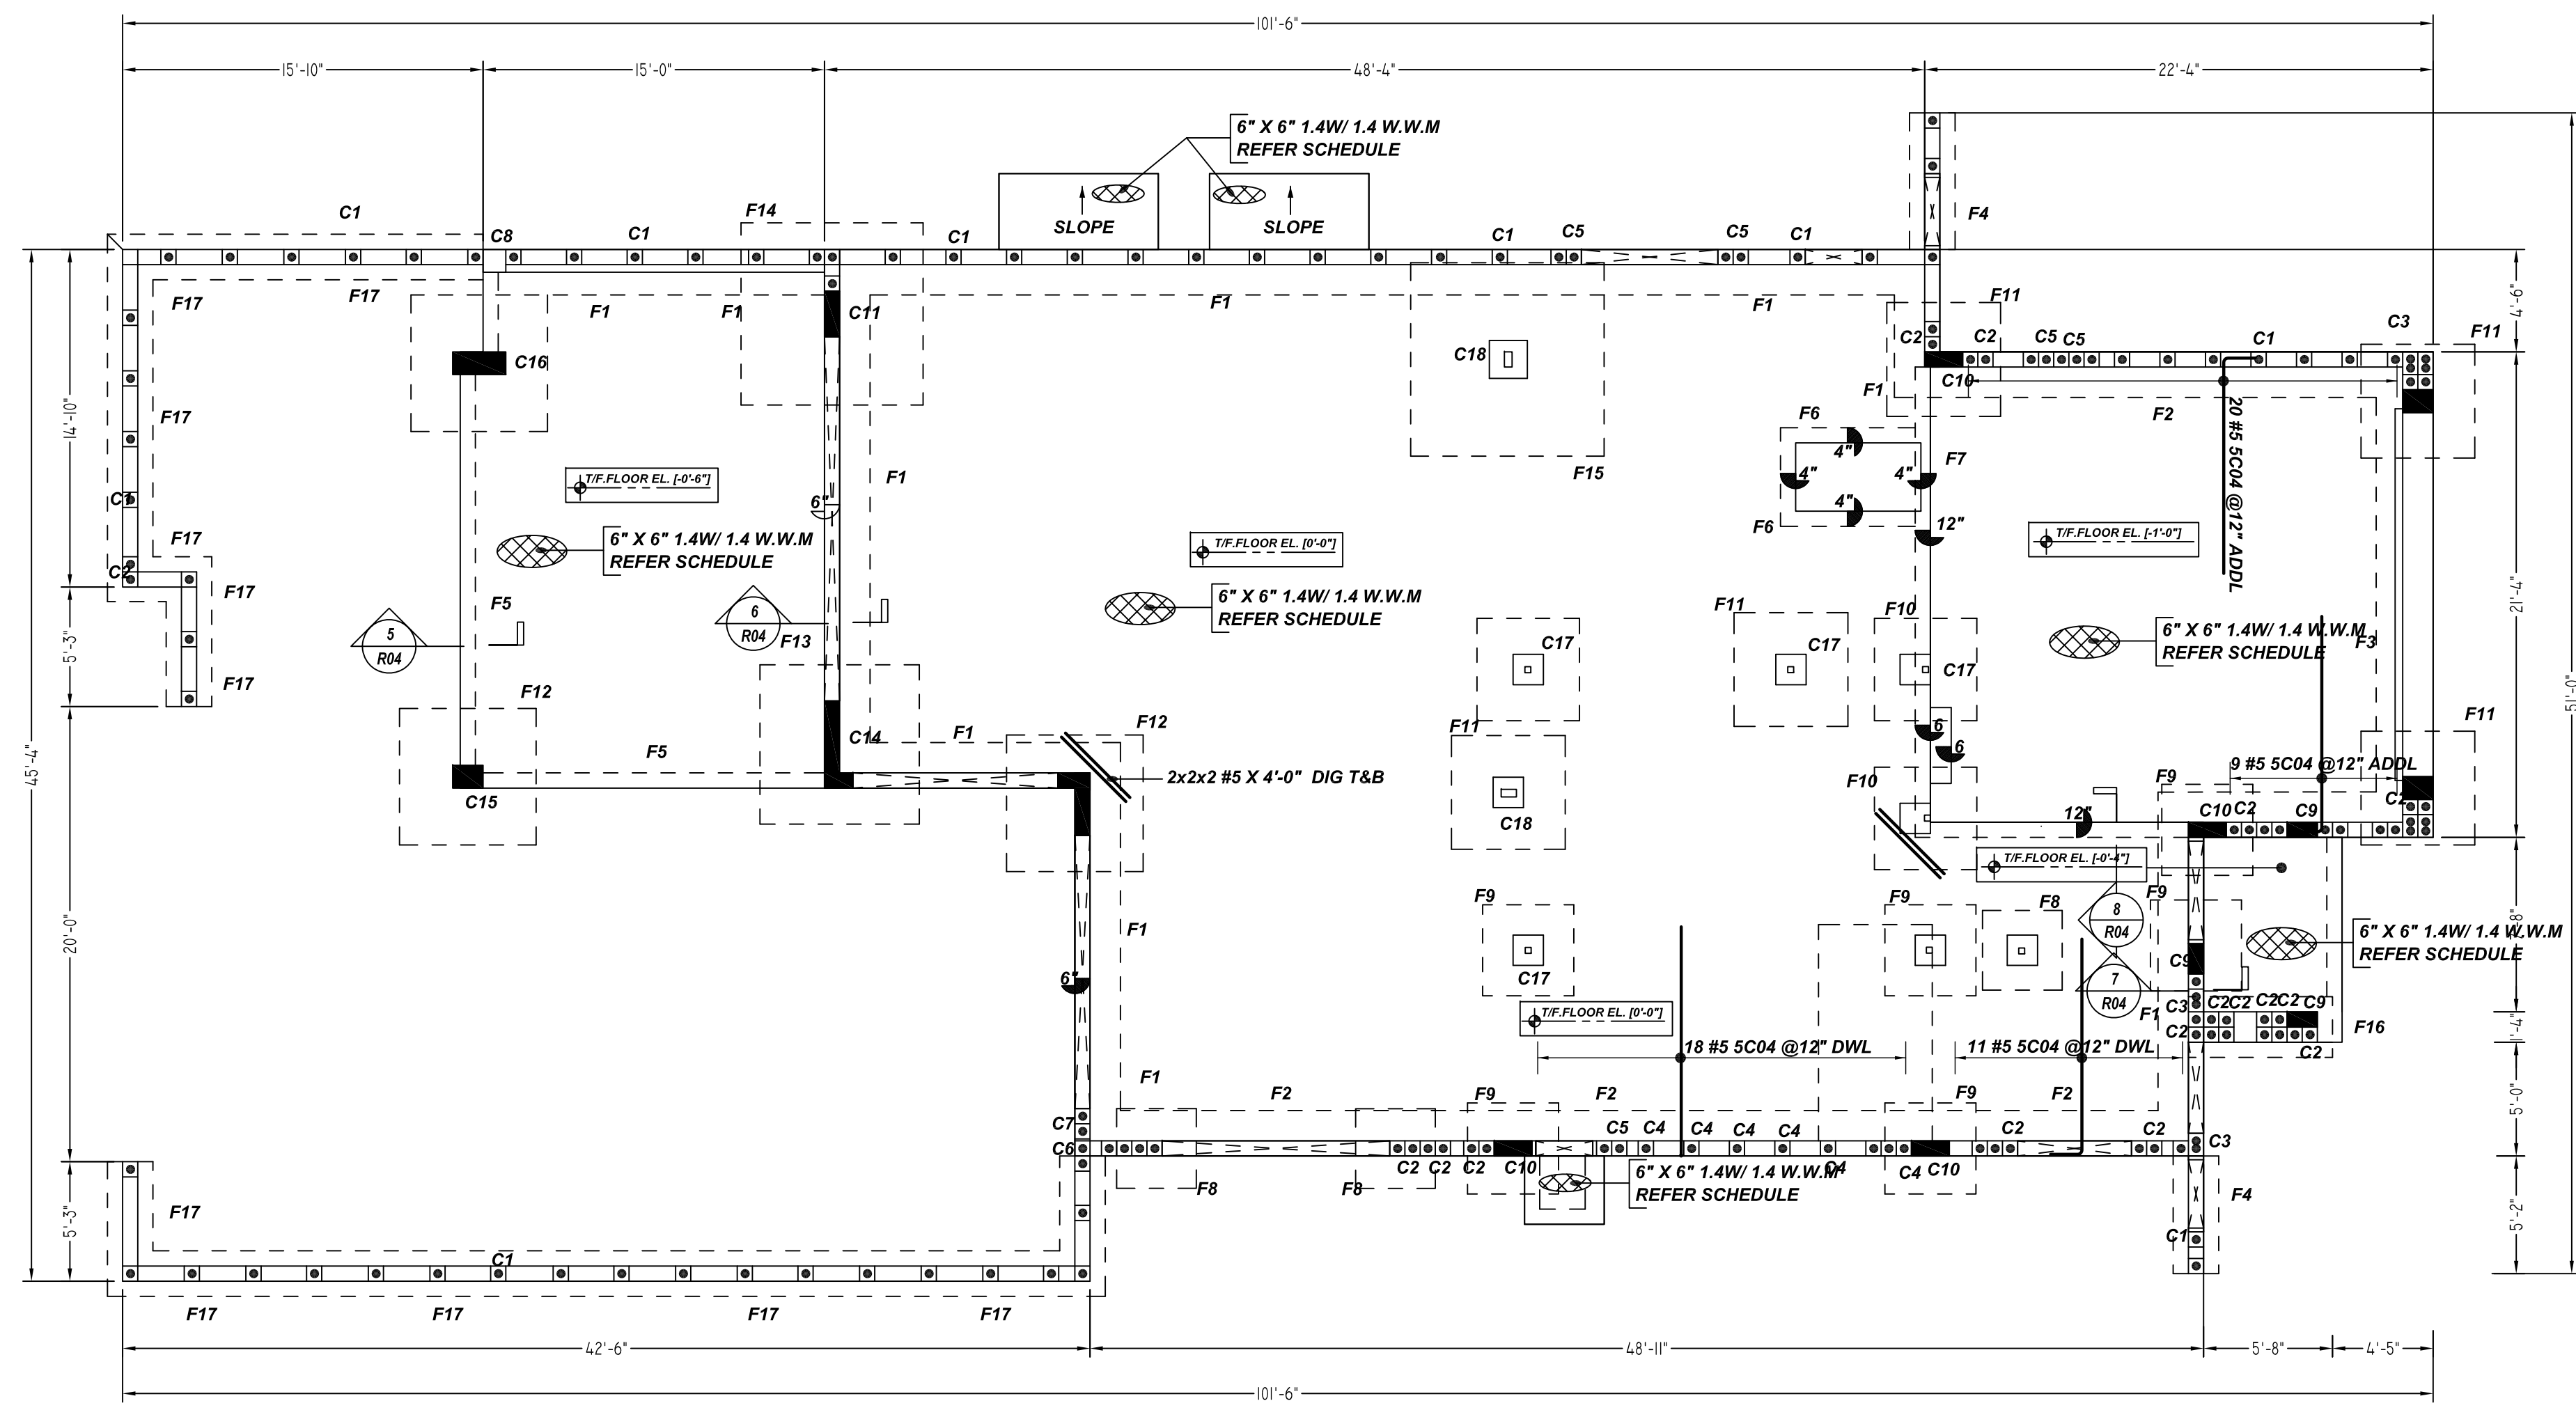 101'-6"
15'-10" 15'-0" 48'-4" 22'-4"
6" X 6" 1.4W/ 1.4 W.W.M
REFER SCHEDULE
SLOPE SLOPE
C1 F14 F4
C8 C1 C1 C1 C5 C5 C1
F17 F17 F1 F1 C11 F1 F1 F11
4'-6"
C2 C2 C5 C5 C1 C3 F11
C16 C18 C10
F17 F1 F2
14'-10"
F6
4" F7
F1 F15 4" 4"
T/F.FLOOR EL. [-0'-6"]
C1 6" 4"
20 #5 5C04 @12" ADDL
F17 F6 12"
T/F.FLOOR EL. [0'-0"]
T/F.FLOOR EL. [-1'-0"]
6" X 6" 1.4W/ 1.4 W.W.M
REFER SCHEDULE
C2
F17 F5
6" X 6" 1.4W/ 1.4 W.W.M
REFER SCHEDULE
F11 F10
21'-4"
5
R04
6
R04
F13
5'-3"
C17 C17 C17
6" X 6" 1.4W/ 1.4 W.W.M
REFER SCHEDULE
F3
F17 F12
F12 F11 6 F11
F5 C14 F1 6
51'-0"
45'-4"
C15
2x2x2 #5 X 4'-0" DIG T&B
F10 F9
9 #5 5C04 @12" ADDL
C18 12" C10 C2 C9 C2
T/F.FLOOR EL. [-0'-4"]
F9 F9 F8 F9
20'-0"
F1
8
R04
6" X 6" 1.4W/ 1.4 W.W.M
REFER SCHEDULE
6" C17 C9
7
R04
T/F.FLOOR EL. [0'-0"]
F1 C3 C2 C2 C2 C2 C9
F16
C2 C2
1'-4"
18 #5 5C04 @12" DWL 11 #5 5C04 @12" DWL
F1 F2 F9 F2 F9 F2
5'-0"
C7 C6 C5 C4 C4 C4 C4 C2 C2 C3
C2 C2 C2 C10 C4 C4 C10
6" X 6" 1.4W/ 1.4 W.W.M
REFER SCHEDULE
F8 F8 F4
5'-3" F17 5'-2"
C1 C1
F17 F17 F17 F17
42'-6" 48'-11" 5'-8" 4'-5"
101'-6"